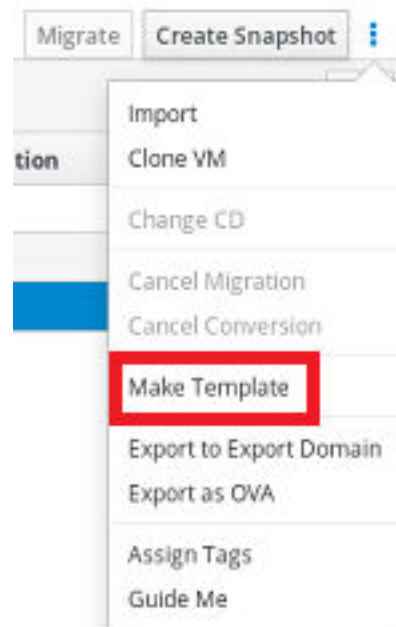 Migrate Create Snapshot
Import
Clone VM
tion
Change CD
Cancel Migration
Cancel Conversion
Make Template
Export to Export Domain
Export as OVA
Assign Tags
Guide Me